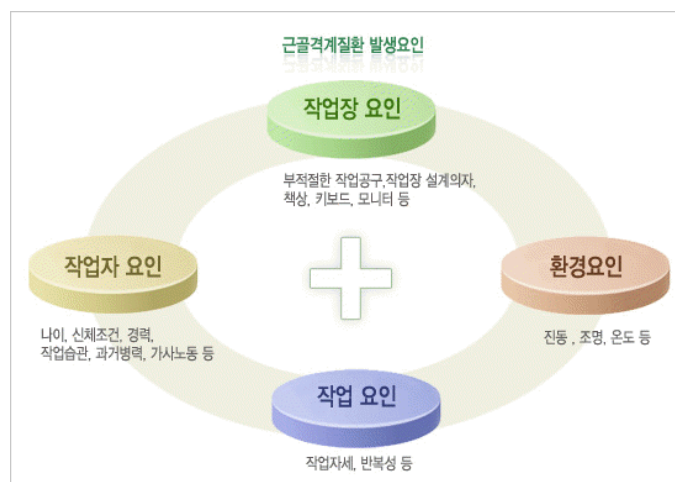 근골격계질환 발생요인
작업장 요인
부적절한 작업공구,작업장 설계의자,
책상, 키보드, 모니터 등
작업자 요인
나이, 신체조건, 경력,
작업습관, 과거병력, 가사노동 등
환경요인
진동 , 조명, 온도 등
작업 요인
작업자세, 반복성 등